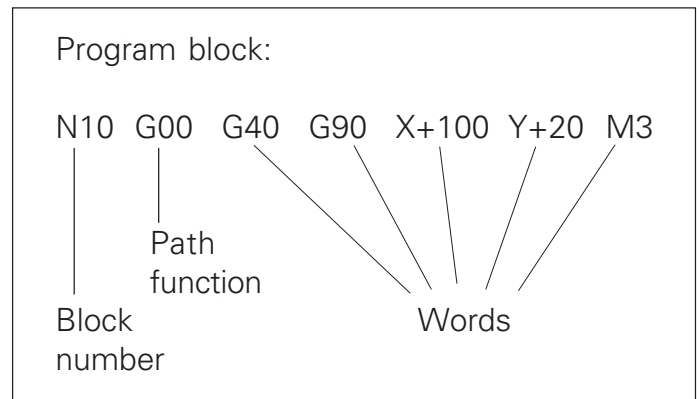 Program block:
N10 G00 G40 G90 X+100 Y+20 M3
Path
function
Block
number
Words